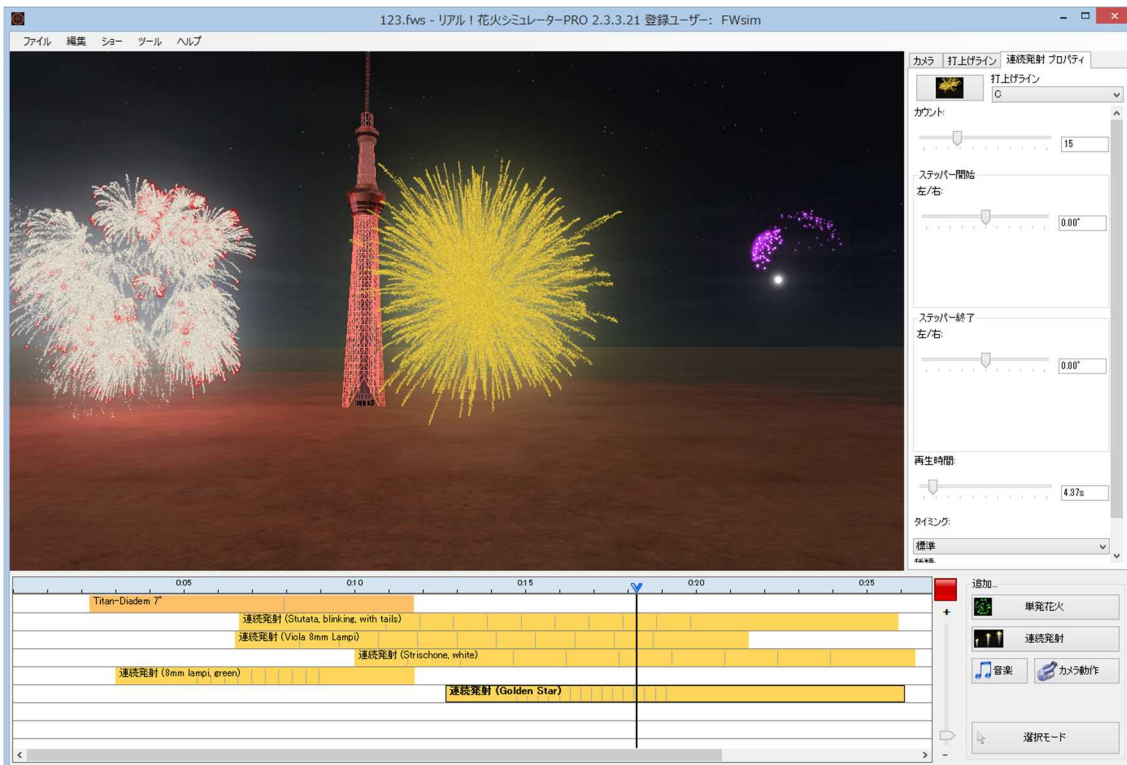 123.fws - リアル！花火シミュレーターPRO 2.3.3.21 登録ユーザー: FWsim
ファイル 編集 ショー ツール ヘルプ
カメラ 打上げライン 連続発射 プロパティ
打上げライン
C
カウント:
15
ステッパー開始
左/右:
0.00°
ステッパー終了
左/右:
0.00°
再生時間:
4.37s
タイミング:
標準
0:05 0:10 0:15 0:20 0:25
Titan-Diadem 7"
連続発射 (Stutata, blinking, with tails)
連続発射 (Viola 8mm Lampi)
連続発射 (Strischone, white)
連続発射 (8mm lampi, green)
連続発射 (Golden Star)
+
-
追加...
単発花火
連続発射
音楽 カメラ動作
選択モード